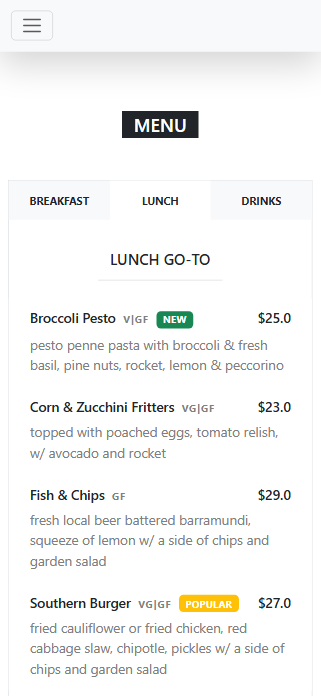 MENU
BREAKFAST LUNCH DRINKS
LUNCH GO-TO
Broccoli Pesto V|GF NEW $25.0
pesto penne pasta with broccoli & fresh
basil, pine nuts, rocket, lemon & peccorino
Corn & Zucchini Fritters VG|GF $23.0
topped with poached eggs, tomato relish,
w/ avocado and rocket
Fish & Chips GF $29.0
fresh local beer battered barramundi,
squeeze of lemon w/ a side of chips and
garden salad
Southern Burger VG|GF POPULAR $27.0
fried cauliflower or fried chicken, red
cabbage slaw, chipotle, pickles w/ a side of
chips and garden salad